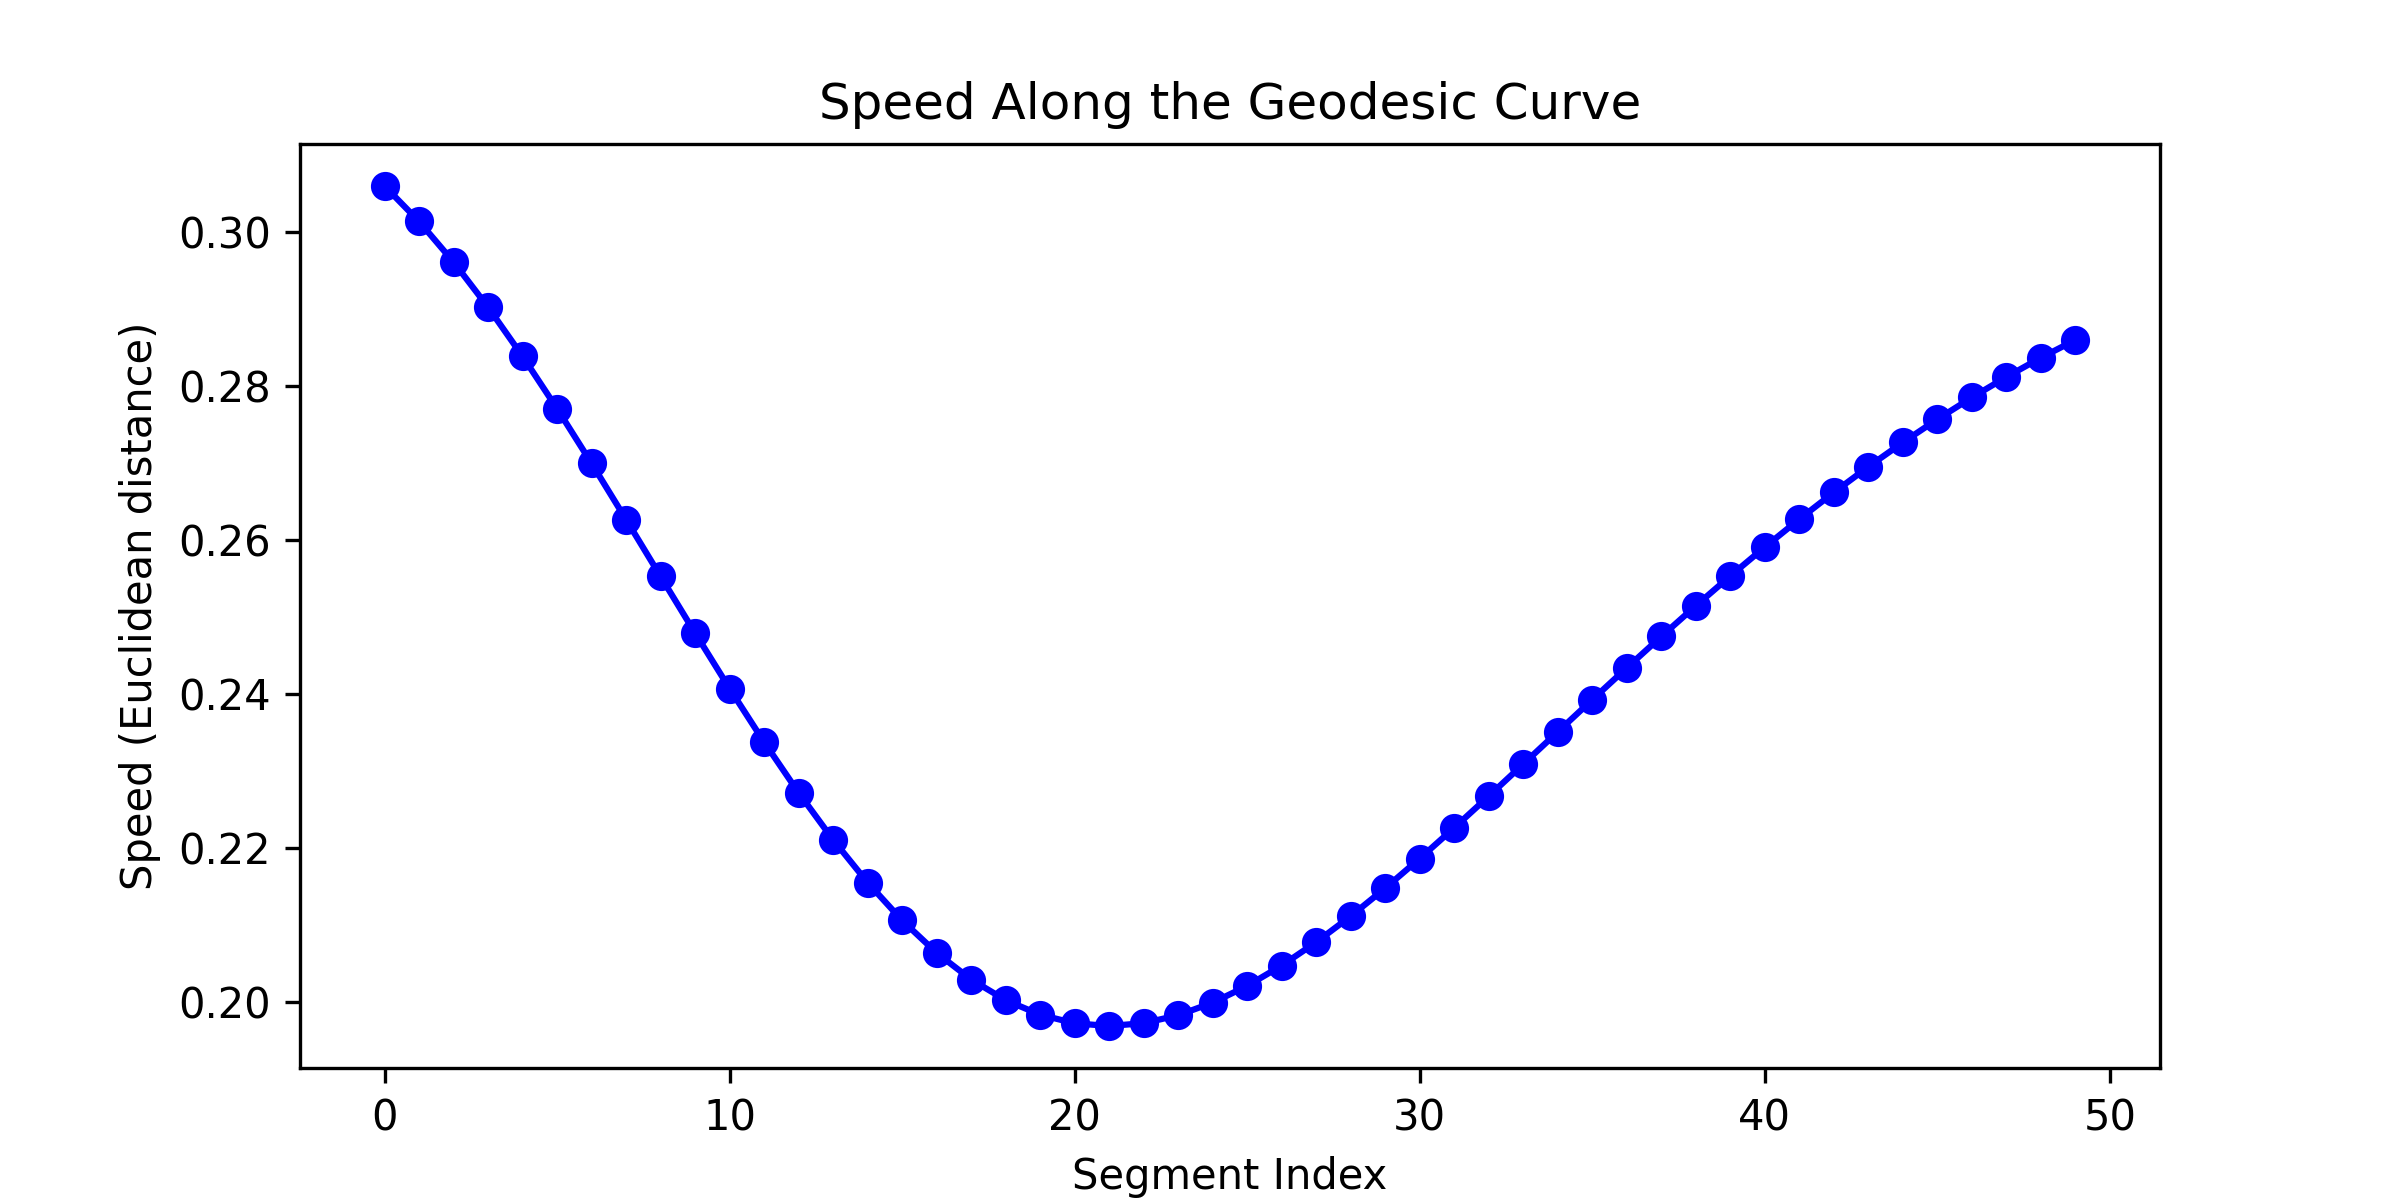 Speed Along the Geodesic Curve
Speed (Euclidean distance)
0.30
0.28
0.26
0.24
0.22
0.20
0 10 20 30 40 50
Segment Index